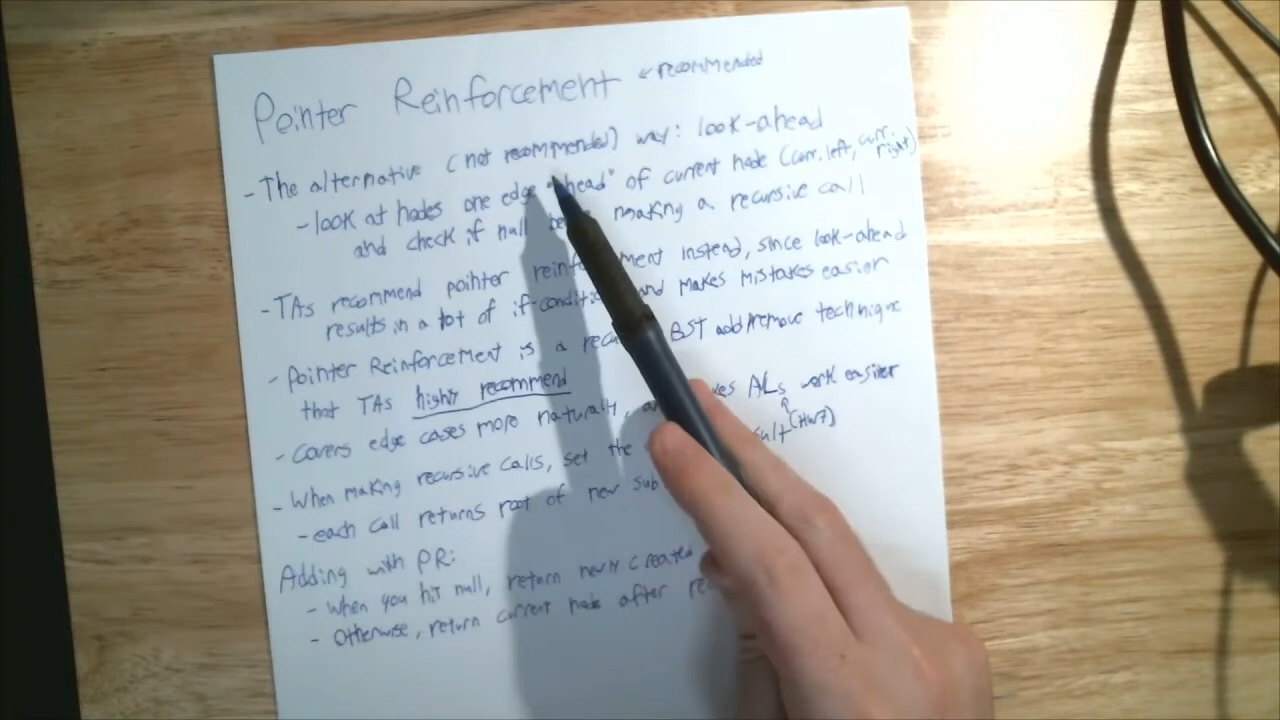 Pointer Reinforcement ↙ recommended
- The alternative (not recommended) way: look-ahead
- look at nodes one edge "ahead" of current node (curr.left, curr.right)
and check if null making a recursive call
- TAs recommend pointer reinforcement instead, since look-ahead
results in a lot of if-conditions and makes mistakes easier
- Pointer Reinforcement is a BST add/remove technique
that TAs highly recommend
- Covers edge cases more naturally, ALs work easier
(HW7)
- When making recursive calls, set the
- each call returns root of new
Adding with PR:
- When you hit null, return newly created
- Otherwise, return current node after